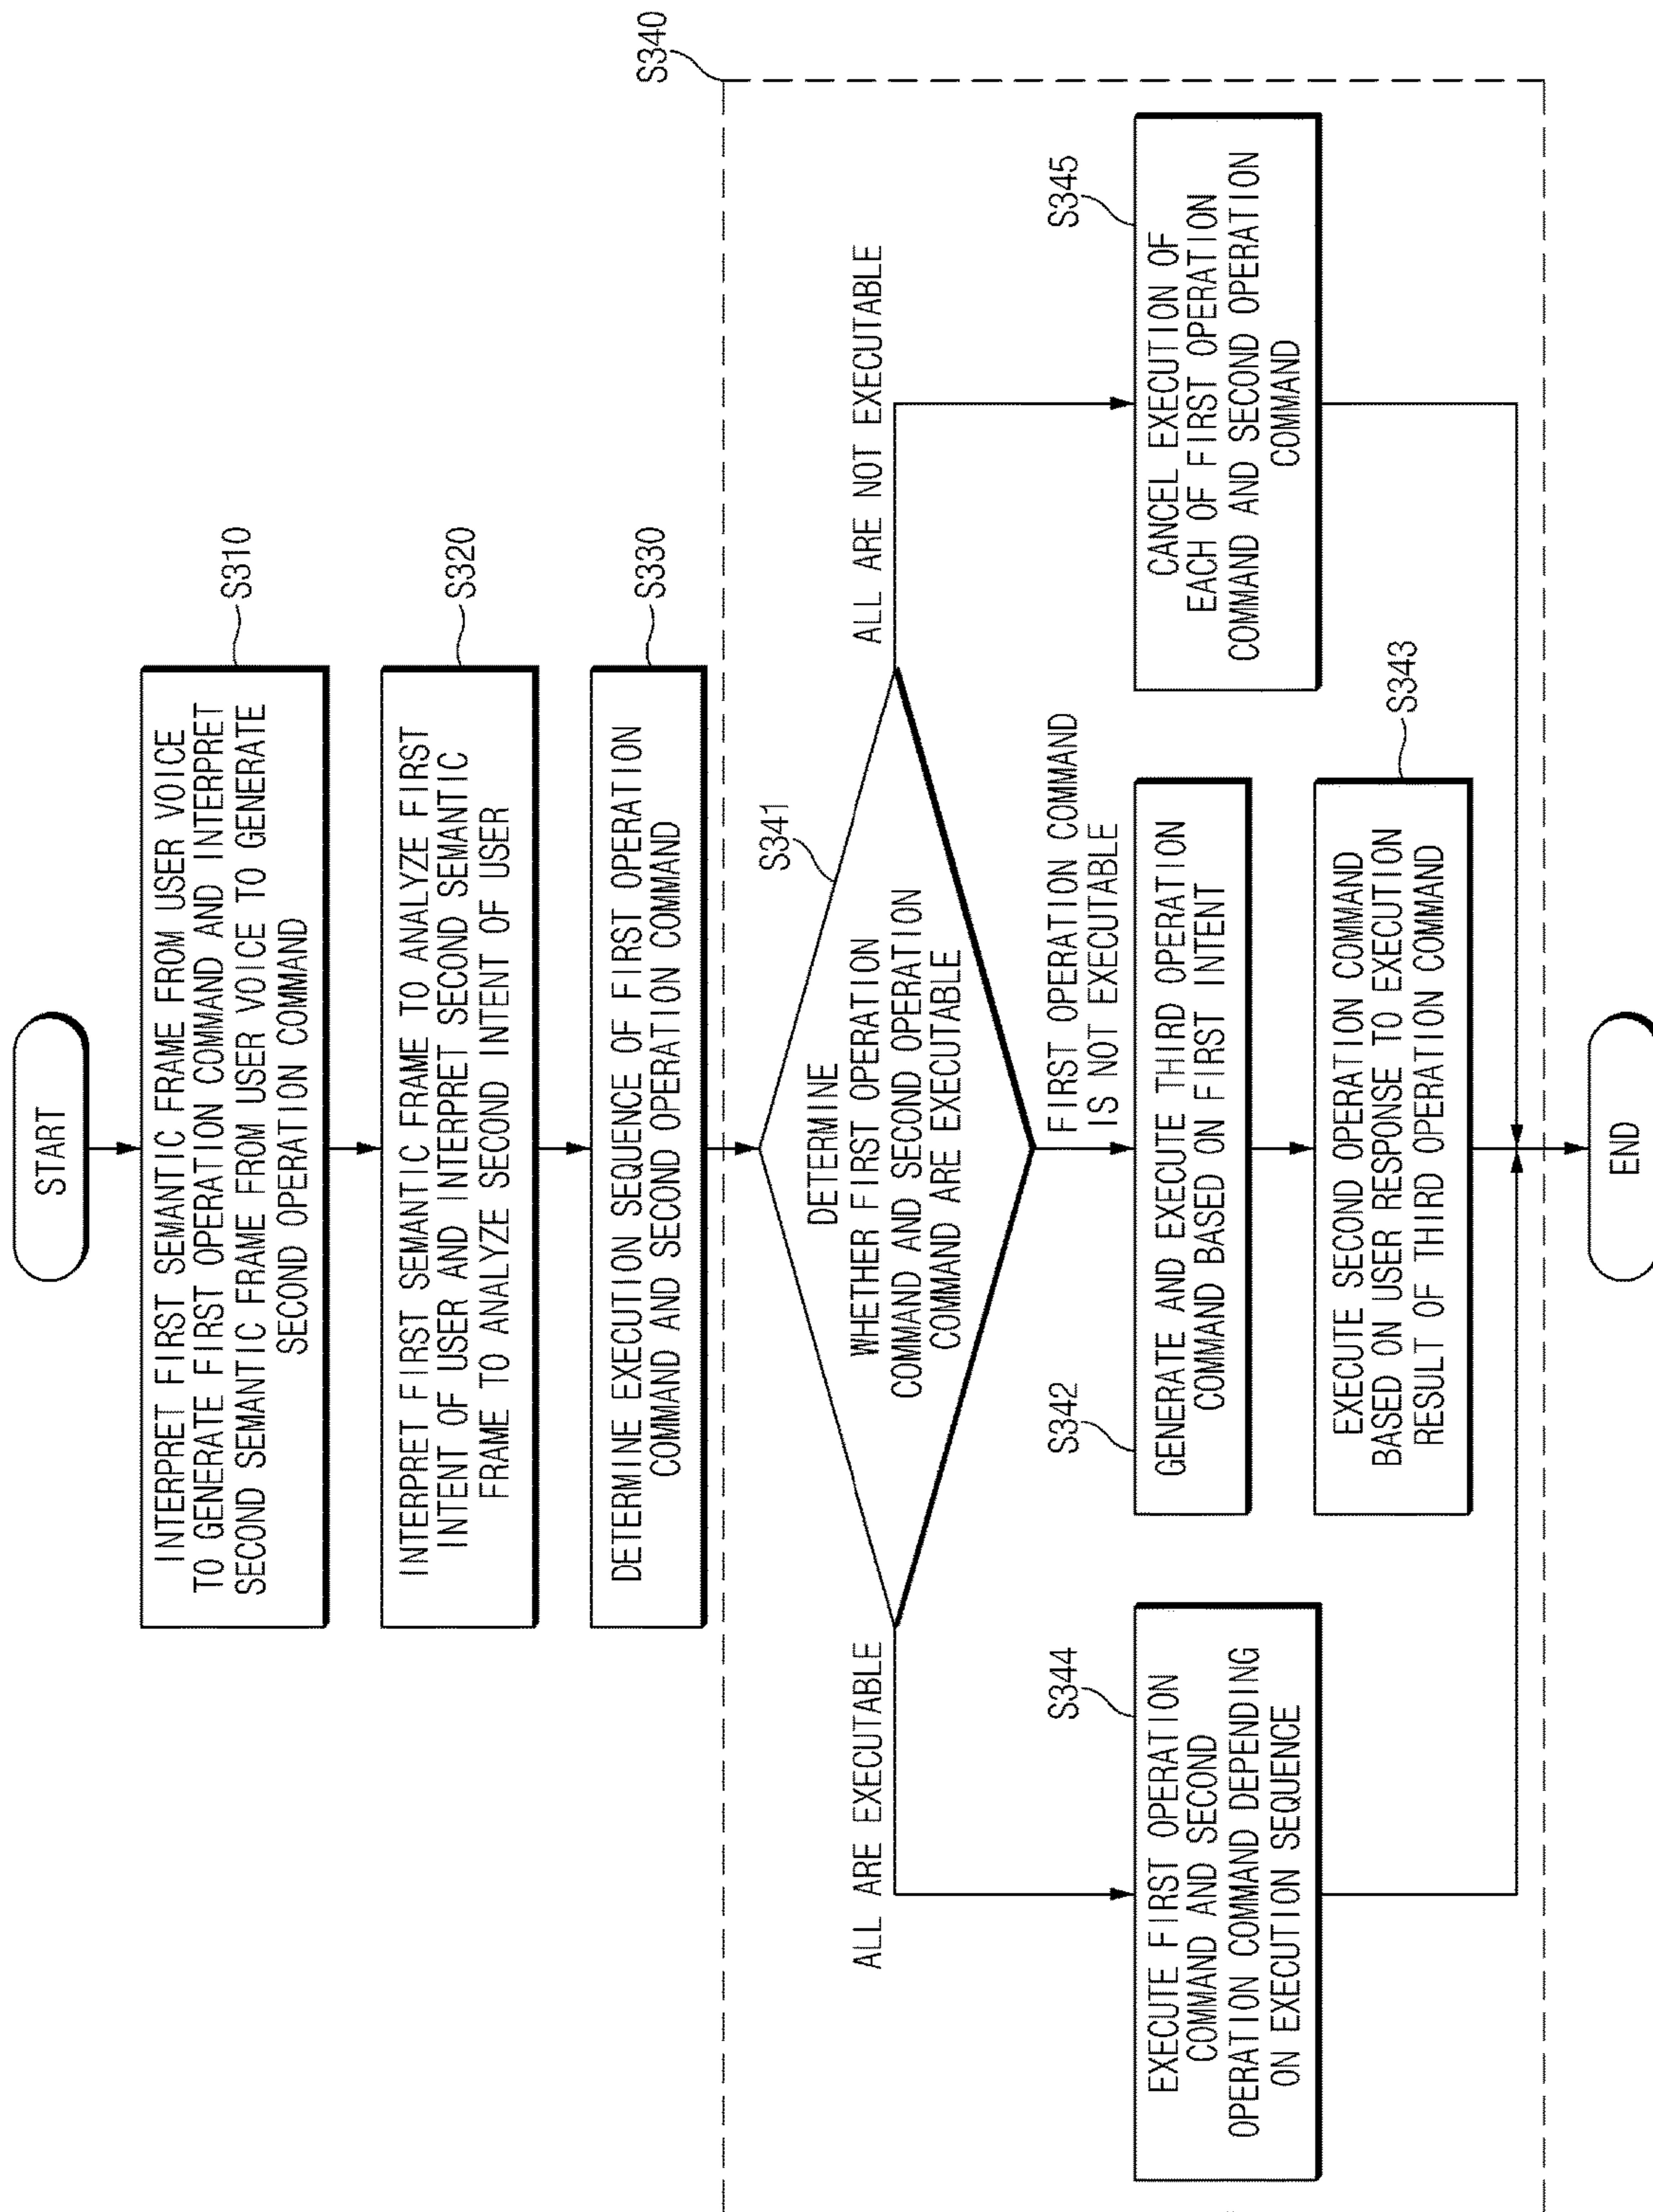 START
INTERPRET FIRST SEMANTIC FRAME FROM USER VOICE
TO GENERATE FIRST OPERATION COMMAND AND INTERPRET
SECOND SEMANTIC FRAME FROM USER VOICE TO GENERATE
SECOND OPERATION COMMAND
S310
INTERPRET FIRST SEMANTIC FRAME TO ANALYZE FIRST
INTENT OF USER AND INTERPRET SECOND SEMANTIC
FRAME TO ANALYZE SECOND INTENT OF USER
S320
DETERMINE EXECUTION SEQUENCE OF FIRST OPERATION
COMMAND AND SECOND OPERATION COMMAND
S330
S340
S341
DETERMINE
WHETHER FIRST OPERATION
COMMAND AND SECOND OPERATION
COMMAND ARE EXECUTABLE
ALL ARE EXECUTABLE
FIRST OPERATION COMMAND
IS NOT EXECUTABLE
ALL ARE NOT EXECUTABLE
S344
EXECUTE FIRST OPERATION
COMMAND AND SECOND
OPERATION COMMAND DEPENDING
ON EXECUTION SEQUENCE
S342
GENERATE AND EXECUTE THIRD OPERATION
COMMAND BASED ON FIRST INTENT
S345
CANCEL EXECUTION OF
EACH OF FIRST OPERATION
COMMAND AND SECOND OPERATION
COMMAND
S343
EXECUTE SECOND OPERATION COMMAND
BASED ON USER RESPONSE TO EXECUTION
RESULT OF THIRD OPERATION COMMAND
END